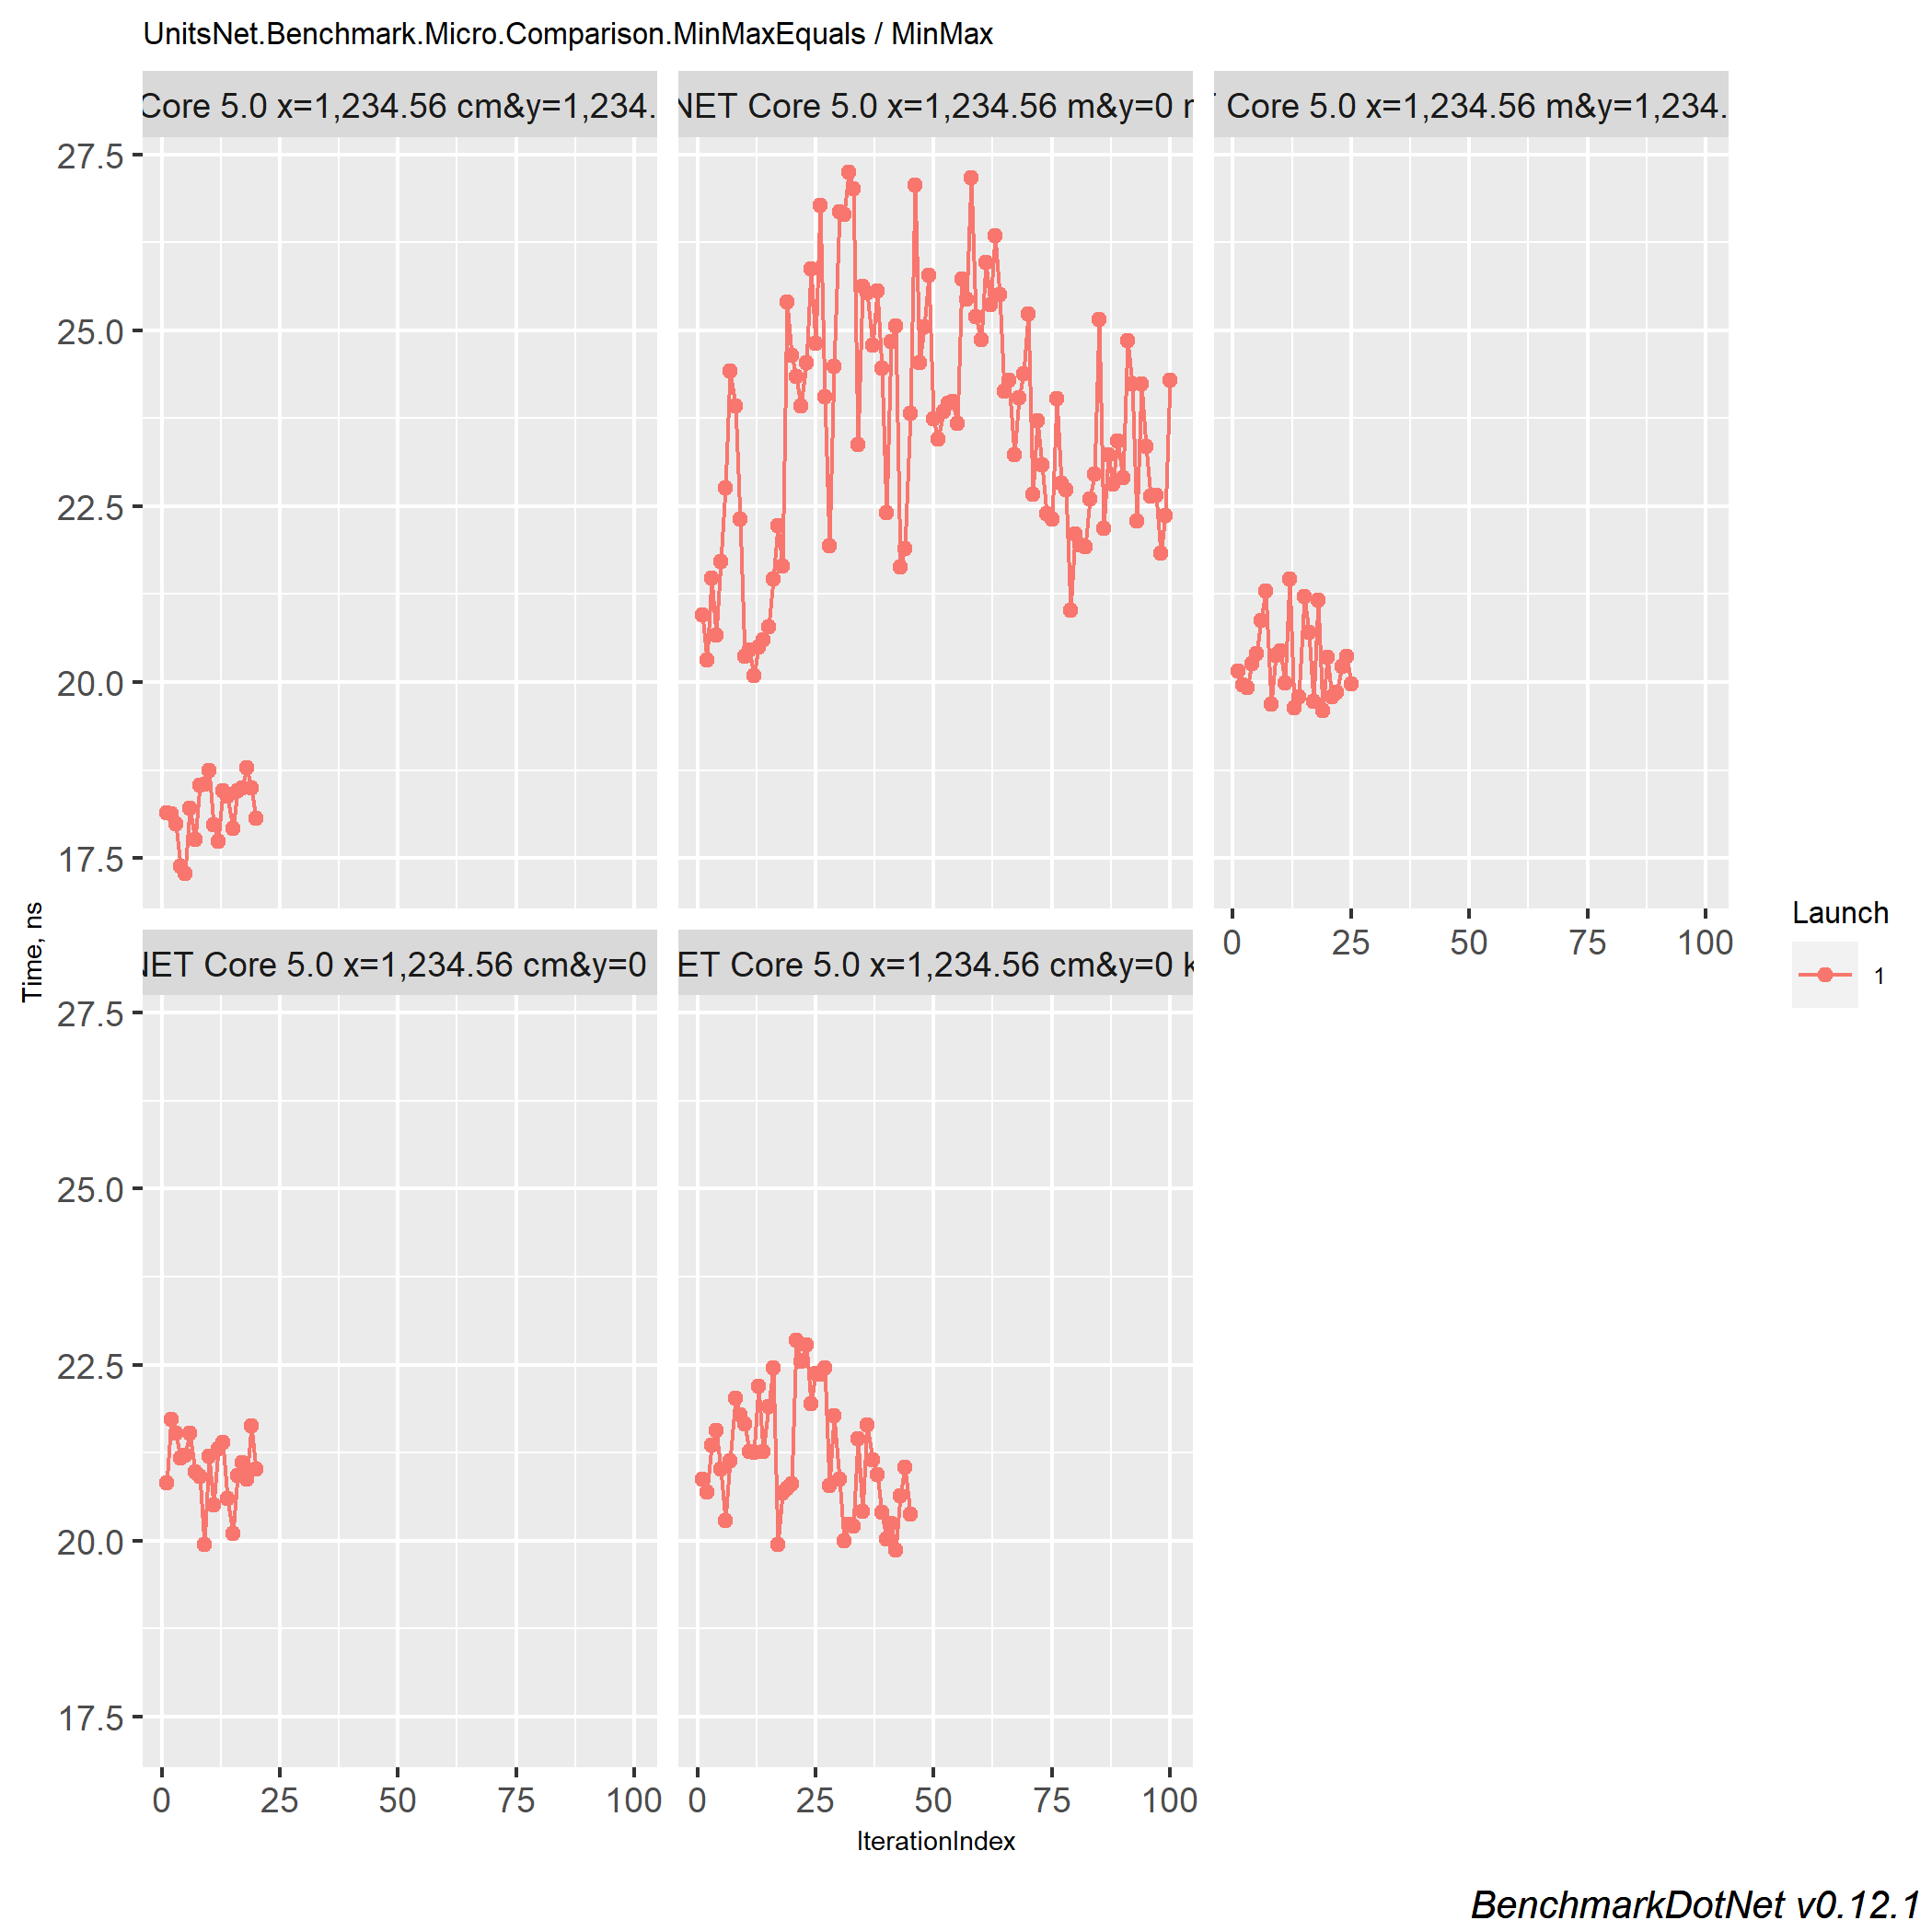 UnitsNet.Benchmark.Micro.Comparison.MinMaxEquals / MinMax
Core 5.0 x=1,234.56 cm&y=1,234.
NET Core 5.0 x=1,234.56 m&y=0
Core 5.0 x=1,234.56 m&y=1,234.
27.5
25.0
22.5
20.0
17.5
0 25 50 75 100
Time, ns
NET Core 5.0 x=1,234.56 cm&y=0
ET Core 5.0 x=1,234.56 cm&y=0 k
27.5
25.0
22.5
20.0
17.5
0 25 50 75 100
0 25 50 75 100
IterationIndex
Launch
1
BenchmarkDotNet v0.12.1